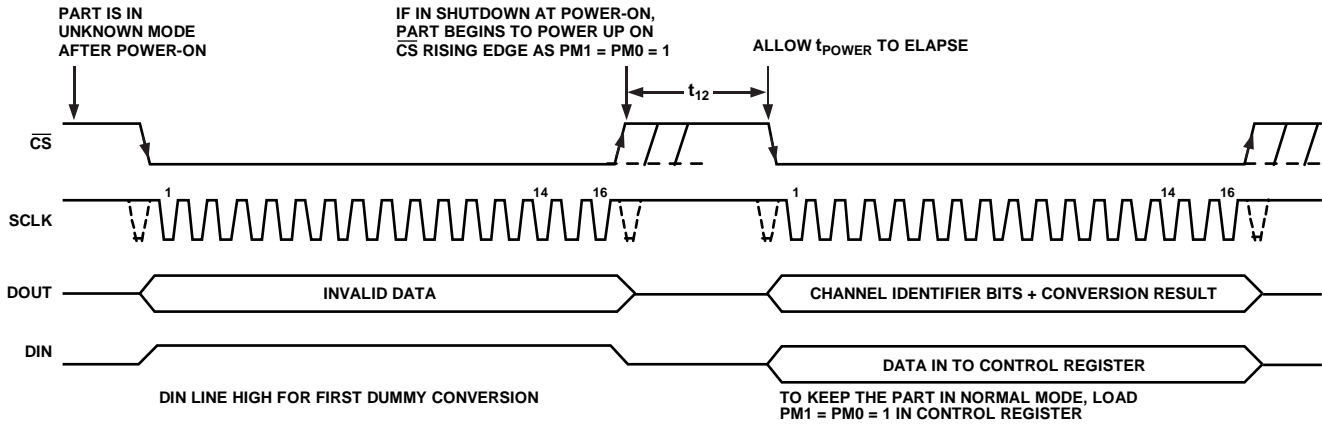 PART IS IN
UNKNOWN MODE
AFTER POWER-ON
IF IN SHUTDOWN AT POWER-ON,
PART BEGINS TO POWER UP ON
CS RISING EDGE AS PM1 = PM0 = 1
ALLOW tPOWER TO ELAPSE
t12
CS
1
14
16
1
14
16
SCLK
DOUT
INVALID DATA
CHANNEL IDENTIFIER BITS + CONVERSION RESULT
DIN
DATA IN TO CONTROL REGISTER
DIN LINE HIGH FOR FIRST DUMMY CONVERSION
TO KEEP THE PART IN NORMAL MODE, LOAD
PM1 = PM0 = 1 IN CONTROL REGISTER